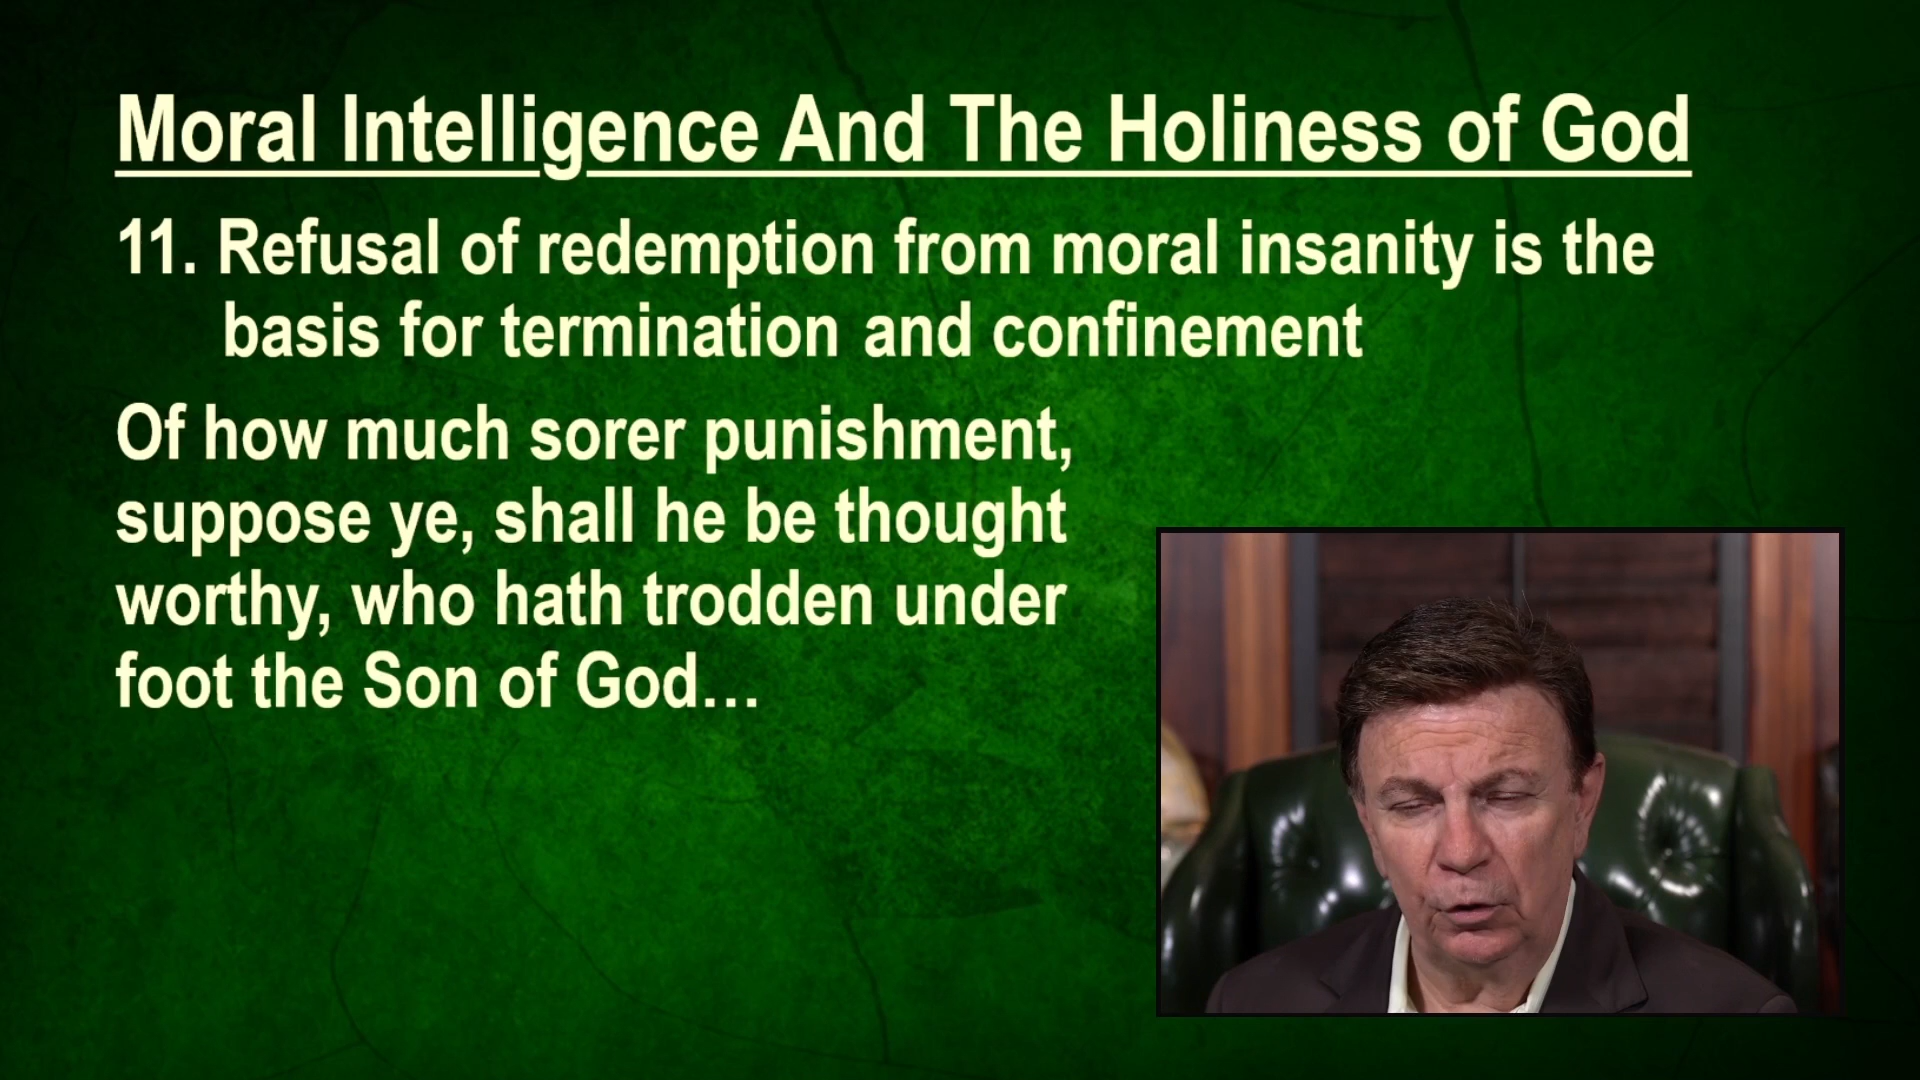 Moral Intelligence And The Holiness of God
11. Refusal of redemption from moral insanity is the
basis for termination and confinement
Of how much sorer punishment,
suppose ye, shall he be thought
worthy, who hath trodden under
foot the Son of God…